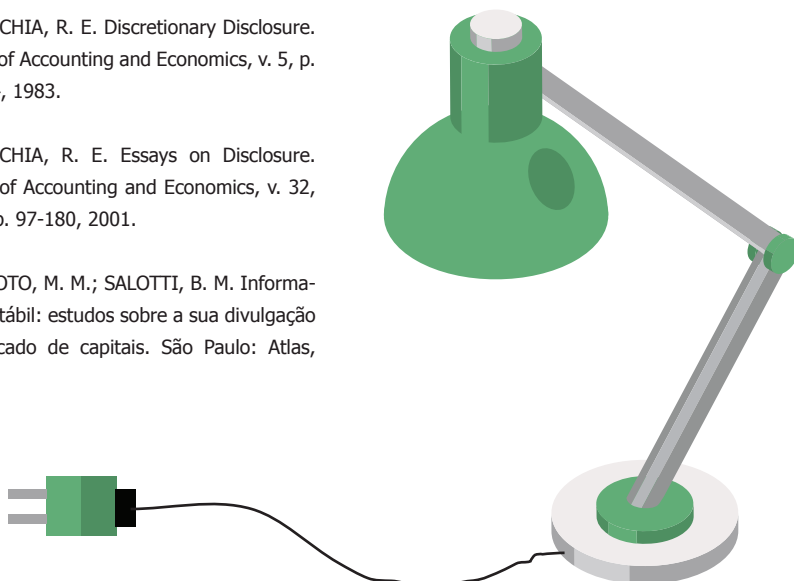 CHIA, R. E. Discretionary Disclosure.
of Accounting and Economics, v. 5, p.
, 1983.
CHIA, R. E. Essays on Disclosure.
of Accounting and Economics, v. 32,
p. 97-180, 2001.
OTO, M. M.; SALOTTI, B. M. Informa-
tábil: estudos sobre a sua divulgação
cado de capitais. São Paulo: Atlas,